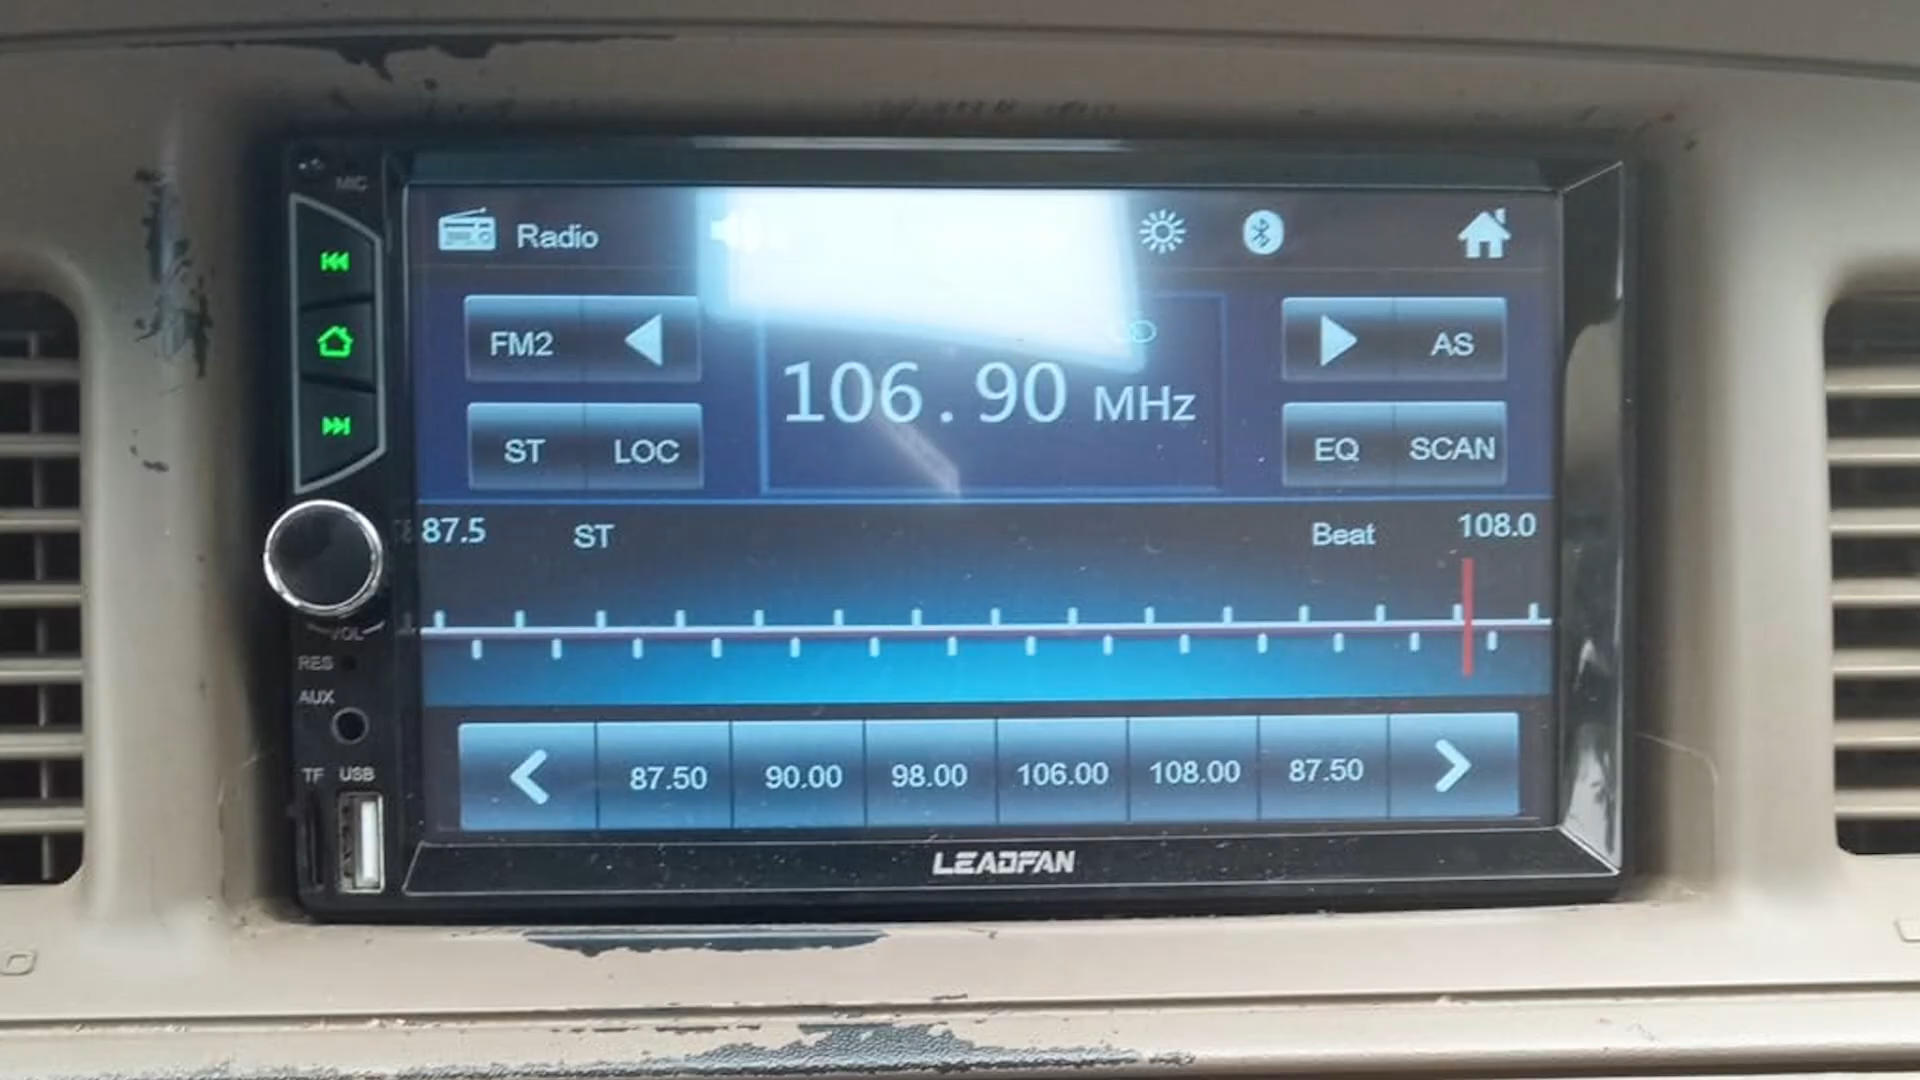 MIC
Radio
FM2
AS
106.90 MHz
ST LOC
EQ SCAN
87.5 ST Beat 108.0
VOL
RES
AUX
TF USB
87.50 90.00 98.00 106.00 108.00 87.50
LEADFAN